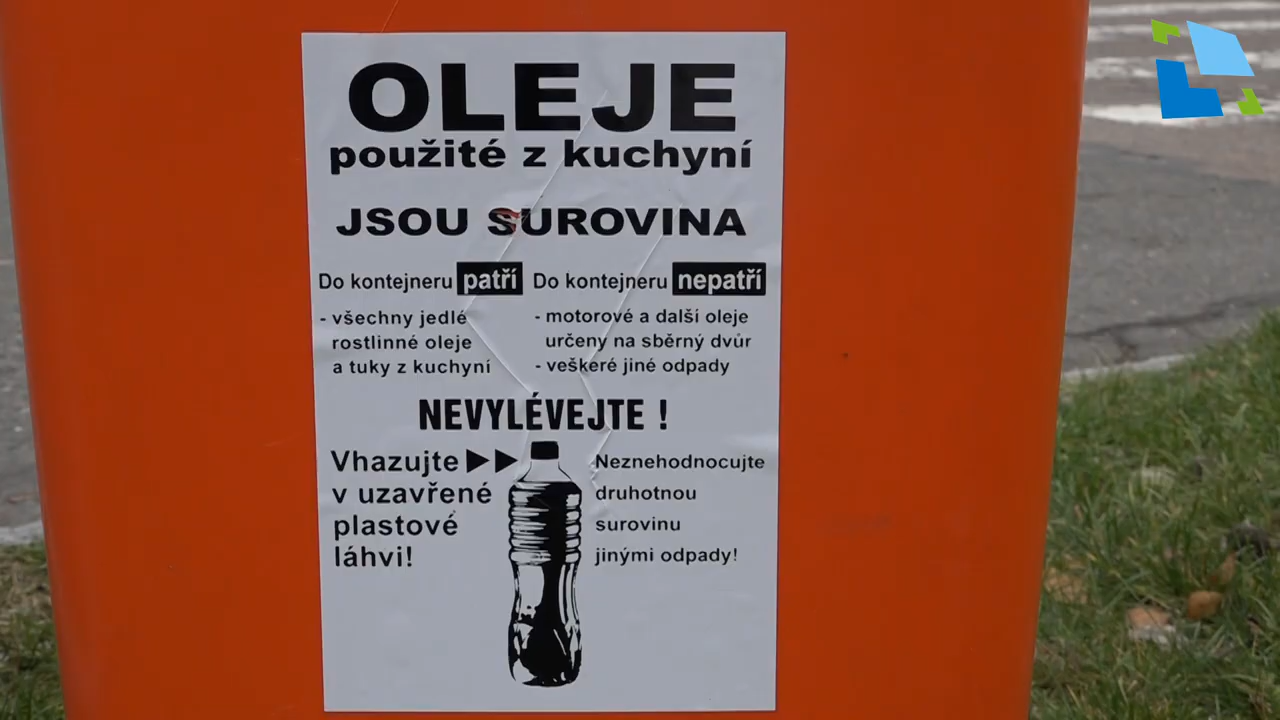 OLEJE
použité z kuchyní
JSOU SUROVINA
Do kontejneru patří
- všechny jedlé
rostlinné oleje
a tuky z kuchyní
Do kontejneru nepatří
- motorové a další oleje
určeny na sběrný dvůr
- veškeré jiné odpady
NEVYLÉVEJTE !
Vhazujte
v uzavřené
plastové
láhvi!
Neznehodnocujte
druhotnou
surovinu
jinými odpady!